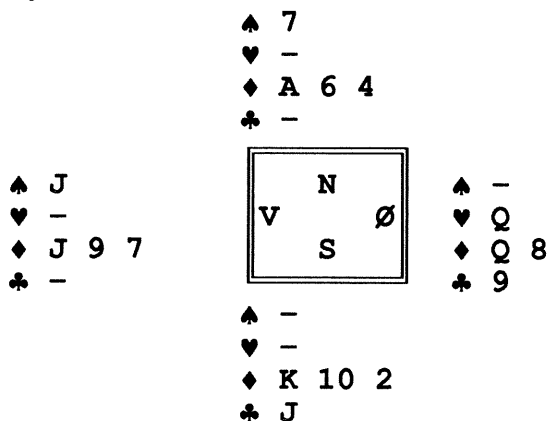 ♠ 7
♥ –
♦ A 6 4
♣ –
♠ J
♥ –
♦ J 9 7
♣ –
N
V Ø
S
♠ –
♥ Q
♦ Q 8
♣ 9
♠ –
♥ –
♦ K 10 2
♣ J